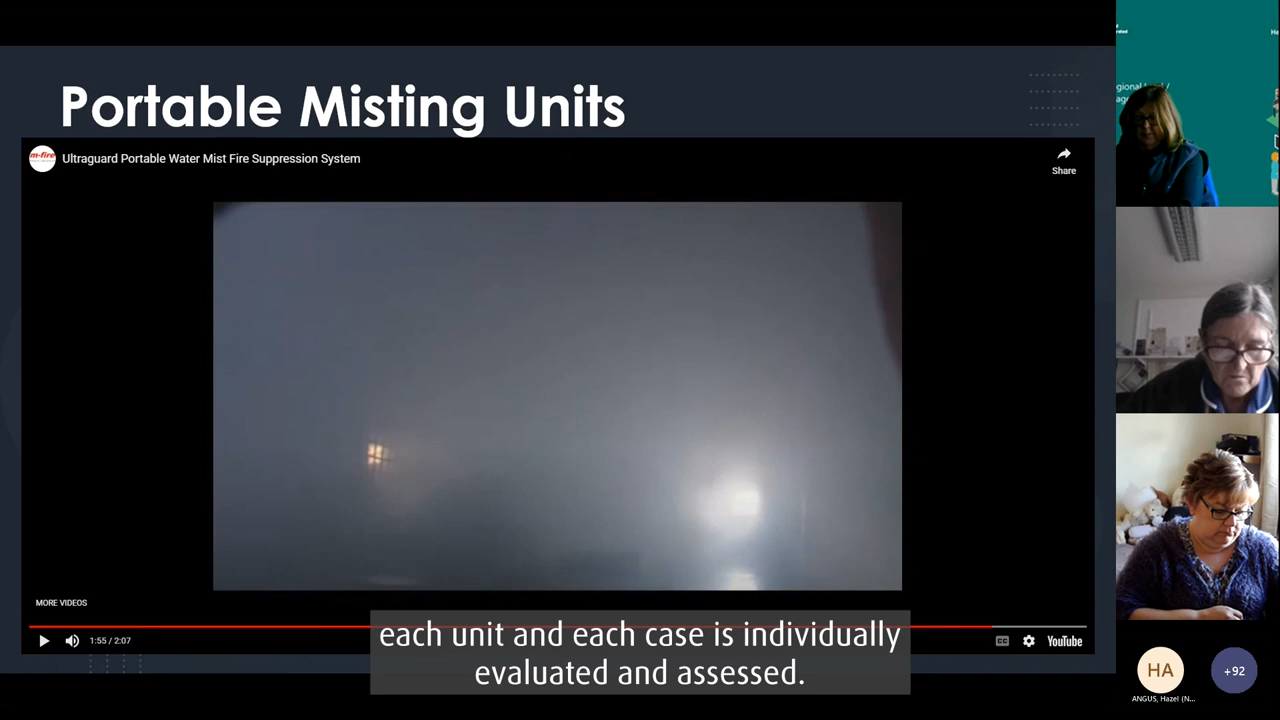 Portable Misting Units
m-fire
Ultraguard Portable Water Mist Fire Suppression System
Share
MORE VIDEOS
1:55 / 2:07
CC
YouTube
each unit and each case is individually
evaluated and assessed.
HA
+92
ANGUS, Hazel (N...